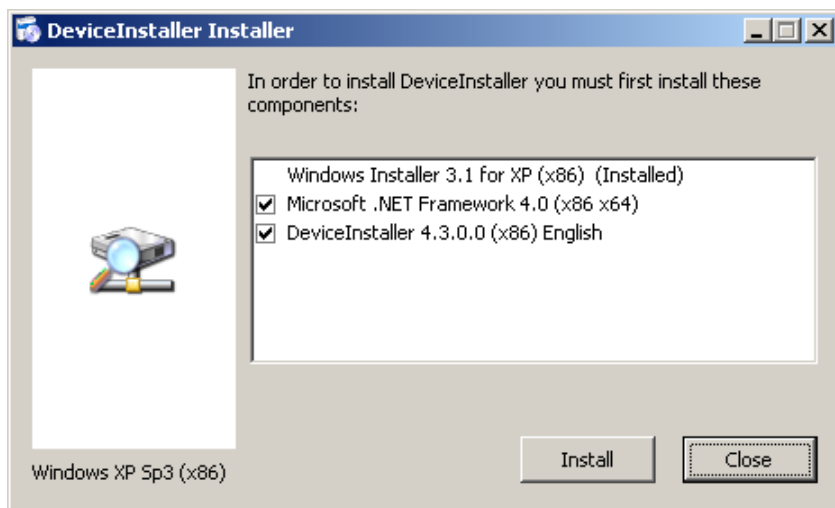 DeviceInstaller Installer
In order to install DeviceInstaller you must first install these
components:
Windows Installer 3.1 for XP (x86) (Installed)
Microsoft .NET Framework 4.0 (x86 x64)
DeviceInstaller 4.3.0.0 (x86) English
Windows XP Sp3 (x86)
Install
Close